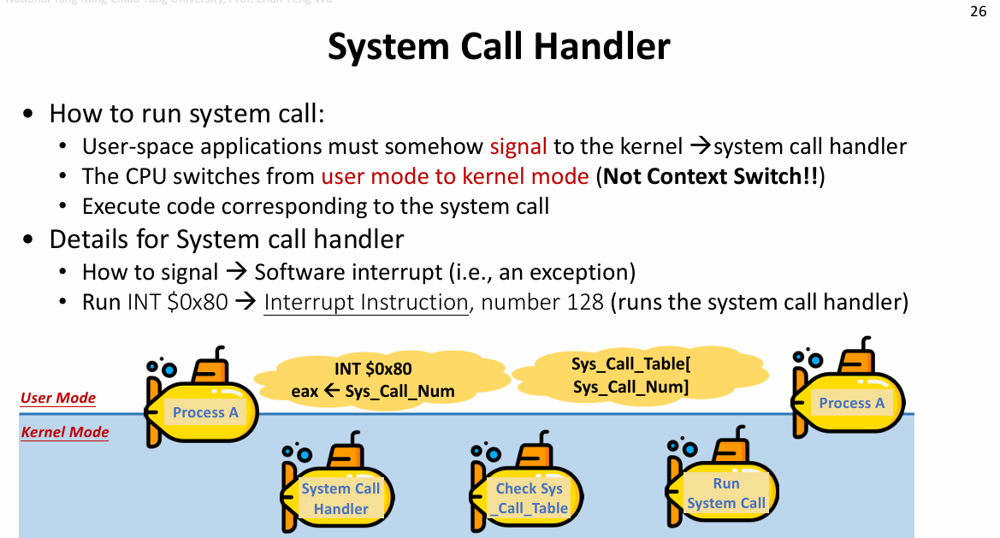 National Yang Ming Chiao Tung University, Prof. Chun-Feng Wu
26
System Call Handler
• How to run system call:
• User-space applications must somehow signal to the kernel →system call handler
• The CPU switches from user mode to kernel mode (Not Context Switch!!)
• Execute code corresponding to the system call
• Details for System call handler
• How to signal → Software interrupt (i.e., an exception)
• Run INT $0x80 → Interrupt Instruction, number 128 (runs the system call handler)
INT $0x80
eax ← Sys_Call_Num
Sys_Call_Table[
Sys_Call_Num]
User Mode
Kernel Mode
Process A
Process A
System Call
Handler
Check Sys
_Call_Table
Run
System Call